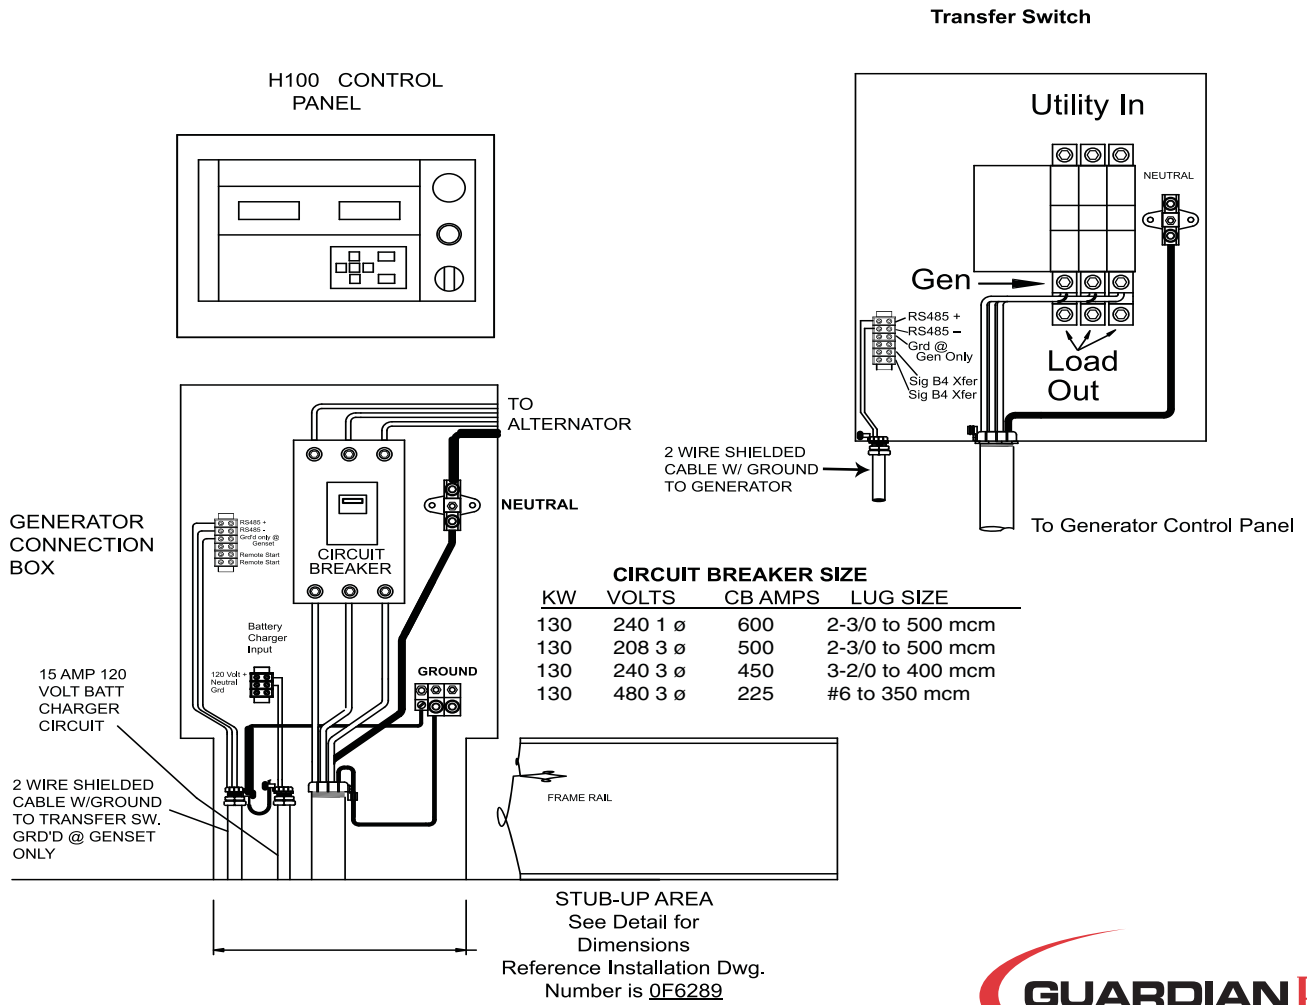 Transfer Switch
H100 CONTROL
PANEL
Utility In
NEUTRAL
Gen
RS485 +
RS485 –
Grd @
Gen Only
Sig B4 Xfer
Sig B4 Xfer
Load
Out
2 WIRE SHIELDED
CABLE W/ GROUND
TO GENERATOR
To Generator Control Panel
TO
ALTERNATOR
NEUTRAL
GENERATOR
CONNECTION
BOX
RS485 +
RS485 -
Grd'd only @
Genset
Remote Start
Remote Start
CIRCUIT
BREAKER
Battery
Charger
Input
120 Volt +
Neutral
Grd
GROUND
15 AMP 120
VOLT BATT
CHARGER
CIRCUIT
2 WIRE SHIELDED
CABLE W/GROUND
TO TRANSFER SW.
GRD'D @ GENSET
ONLY
CIRCUIT BREAKER SIZE
KW VOLTS CB AMPS LUG SIZE
130 240 1 ø 600 2-3/0 to 500 mcm
130 208 3 ø 500 2-3/0 to 500 mcm
130 240 3 ø 450 3-2/0 to 400 mcm
130 480 3 ø 225 #6 to 350 mcm
FRAME RAIL
STUB-UP AREA
See Detail for
Dimensions
Reference Installation Dwg.
Number is 0F6289
GUARDIAN